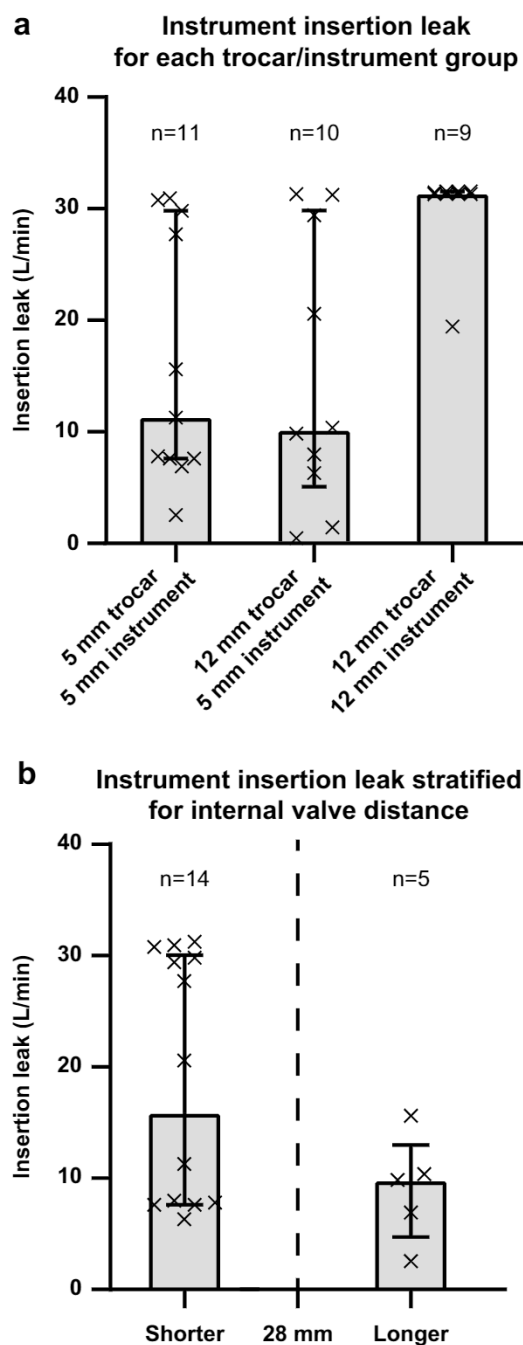 a
Instrument insertion leak
for each trocar/instrument group
Insertion leak (L/min)
40
30
20
10
0
n=11
n=10
n=9
5 mm trocar
5 mm instrument
12 mm trocar
5 mm instrument
12 mm trocar
12 mm instrument
b
Instrument insertion leak stratified
for internal valve distance
Insertion leak (L/min)
40
30
20
10
0
n=14
n=5
Shorter
28 mm
Longer